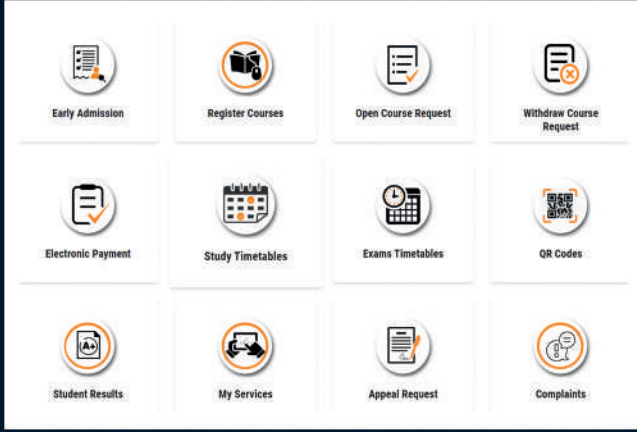 Early Admission
Register Courses
Open Course Request
Withdraw Course
Request
Electronic Payment
Study Timetables
Exams Timetables
QR Codes
A+
Student Results
My Services
Appeal Request
Complaints